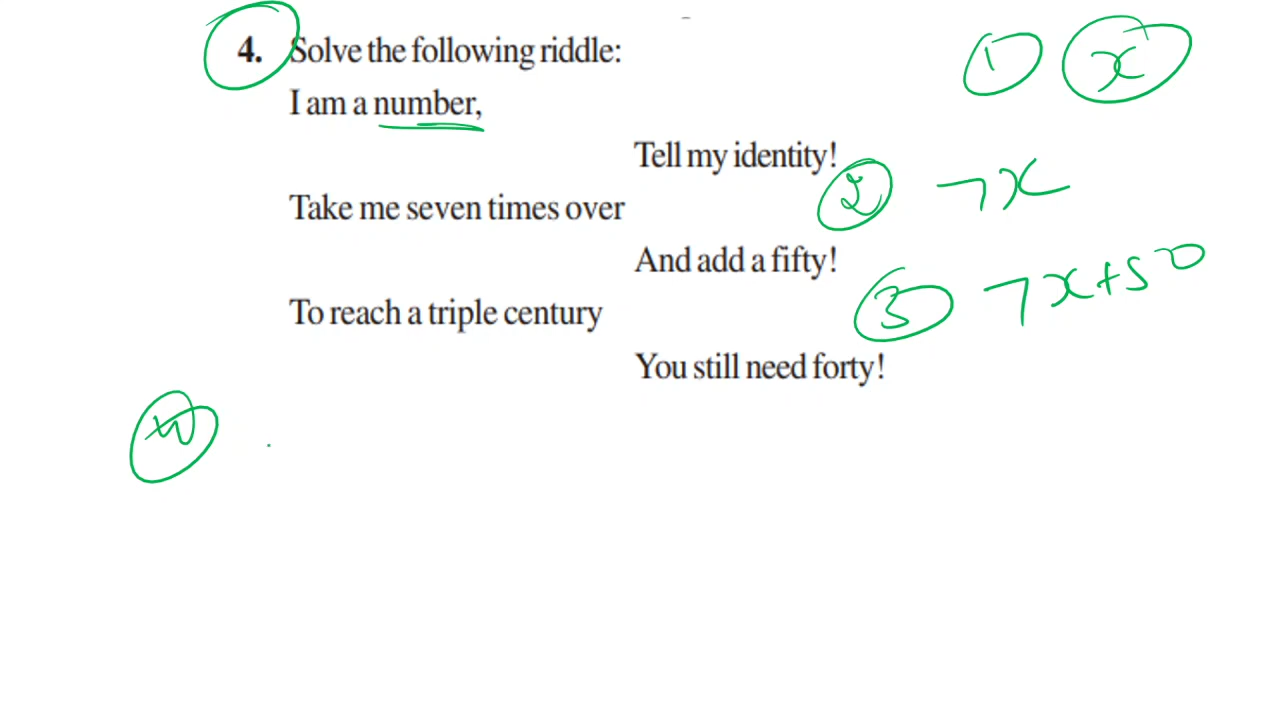 4. Solve the following riddle:
1 x
I am a number,
Tell my identity!
2 7x
Take me seven times over
And add a fifty!
3 7x+50
To reach a triple century
You still need forty!
4